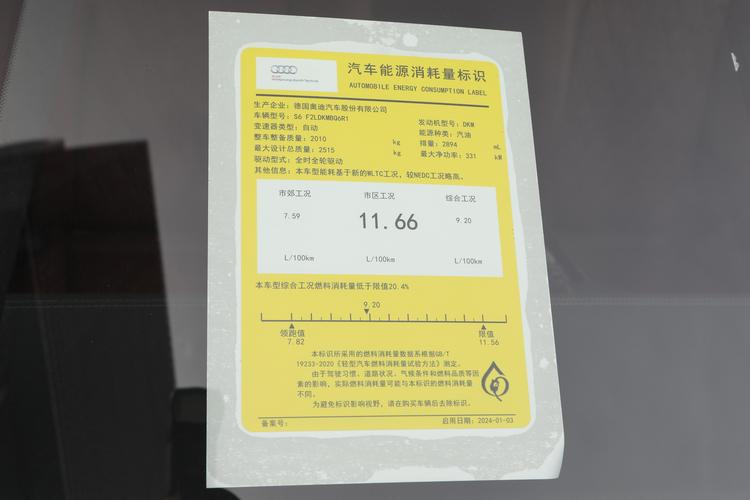 汽车能源消耗量标识
AUTOMOBILE ENERGY CONSUMPTION LABEL
生产企业：德国奥迪汽车股份有限公司
车辆型号：S6 F2LDKMBQ6R1 发动机型号：DKM
变速器类型：自动 能源种类：汽油
整车整备质量：2010 kg 排量：2894 mL
最大设计总质量：2515 kg 最大净功率：331 kW
驱动型式：全时全轮驱动
其他信息：本车型能耗基于新的WLTC工况，较NEDC工况略高。
市郊工况 市区工况 综合工况
7.59 11.66 9.20
L/100km L/100km L/100km
本车型综合工况燃料消耗量低于限值20.4%
9.20
领跑值 限值
7.82 11.56
本标识所采用的燃料消耗量数据系根据GB/T
19233-2020《轻型汽车燃料消耗量试验方法》测定。
由于驾驶习惯、道路状况、气候条件和燃料品质等因
素的影响，实际燃料消耗量可能与本标识的燃料消耗量
不同。
为避免标识影响视野，请在购买车辆后去除标识。
备案号： 启用日期：2024-01-03